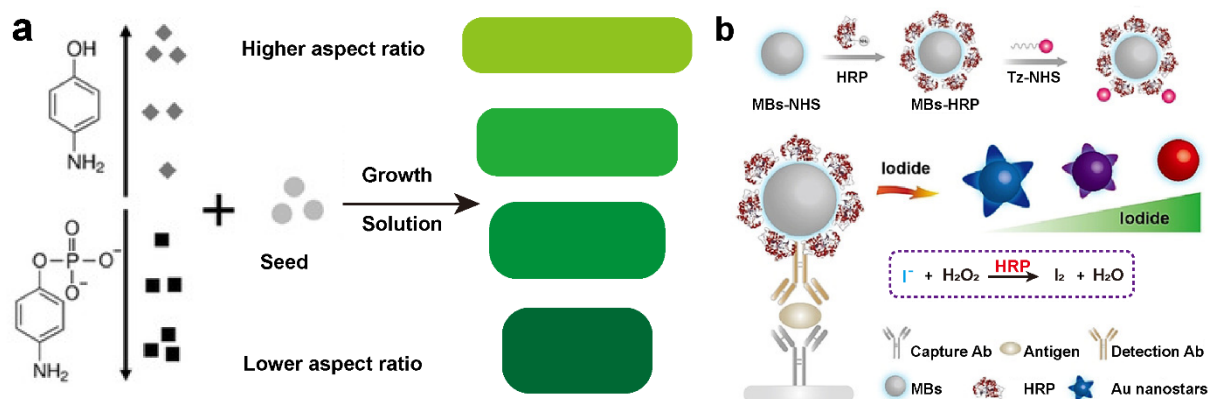 a
OH
NH₂
Higher aspect ratio
+
Growth
Solution
Seed
O
O P O⁻
O⁻
NH₂
Lower aspect ratio
b
NH₂
HRP
Tz-NHS
MBs-NHS
MBs-HRP
Iodide
Iodide
I⁻ + H₂O₂ HRP I₂ + H₂O
Capture Ab
Antigen
Detection Ab
MBs
HRP
Au nanostars